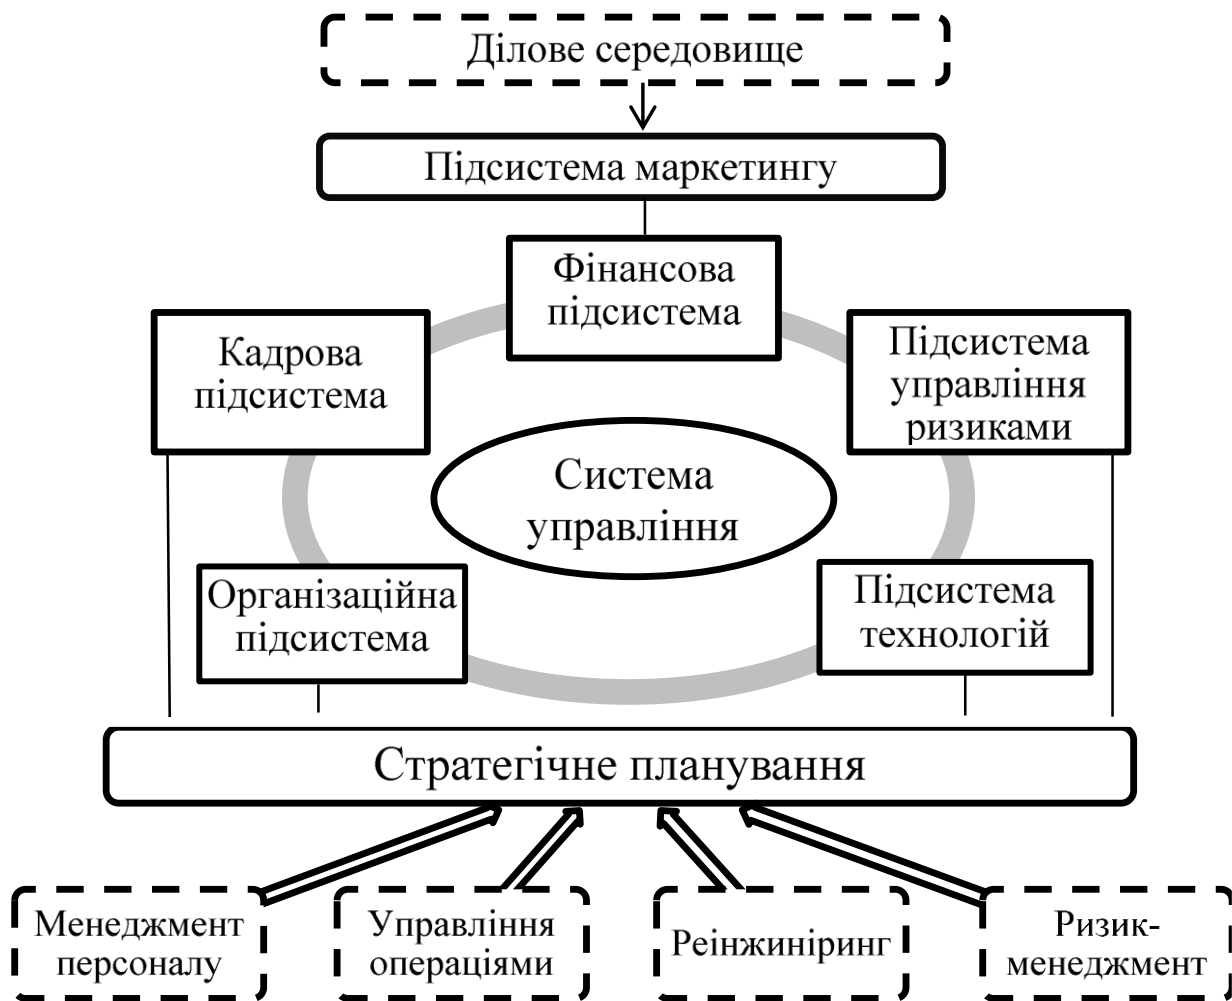 Ділове середовище
Підсистема маркетингу
Фінансова
підсистема
Кадрова
підсистема
Підсистема
управління
ризиками
Система
управління
Організаційна
підсистема
Підсистема
технологій
Стратегічне планування
Менеджмент
персоналу
Управління
операціями
Реінжиніринг
Ризик-
менеджмент